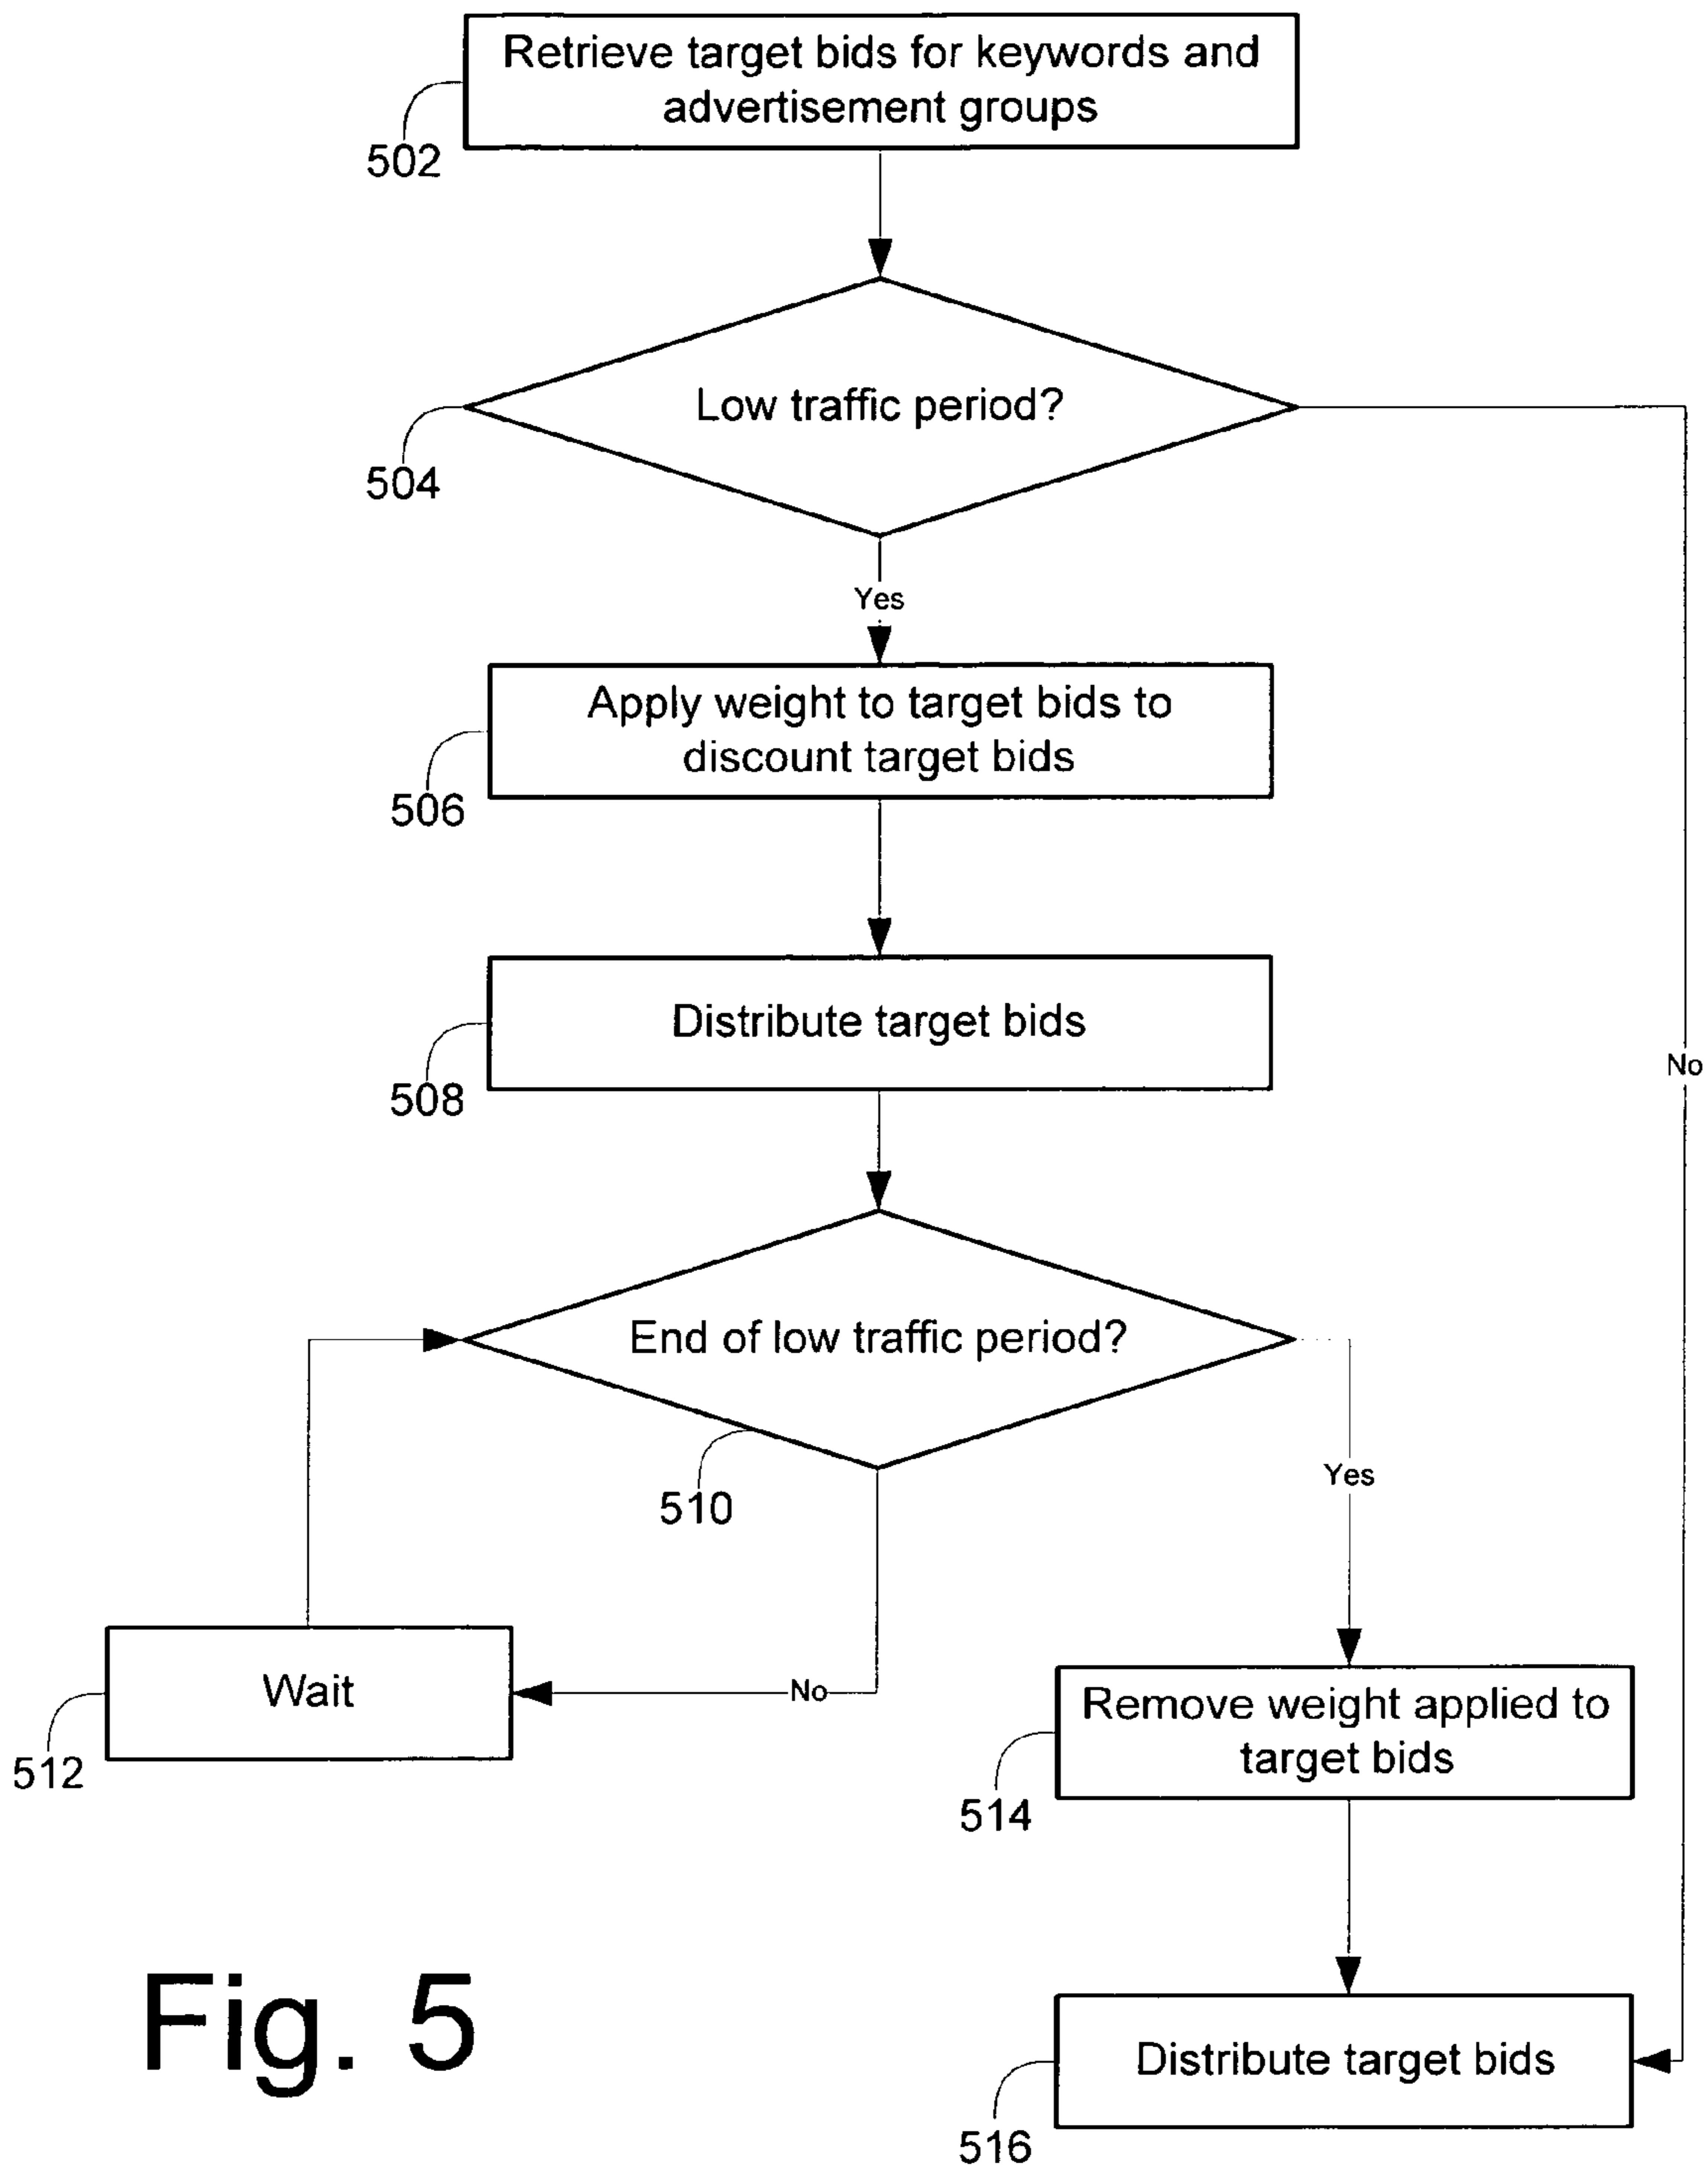 Retrieve target bids for keywords and
advertisement groups
502
Low traffic period?
504
Yes
Apply weight to target bids to
discount target bids
506
Distribute target bids
508
No
End of low traffic period?
510
Yes
Wait
No
512
Remove weight applied to
target bids
514
Distribute target bids
516
Fig. 5